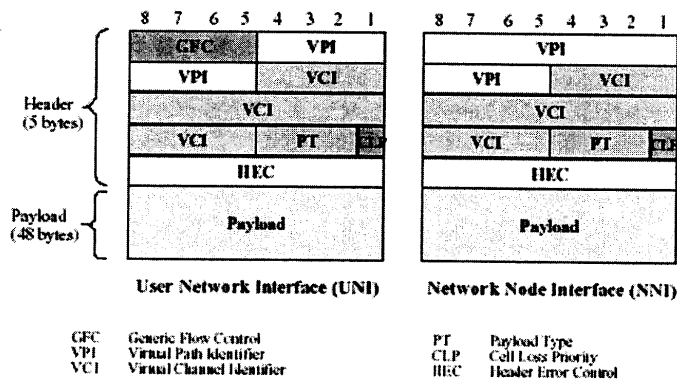 8 7 6 5 4 3 2 1
GFC VPI
VPI VCI
VCI
VCI PT CLP
HEC
Payload
Header
(5 bytes)
Payload
(48 bytes)
User Network Interface (UNI)
8 7 6 5 4 3 2 1
VPI
VPI VCI
VCI
VCI PT CLP
HEC
Payload
Network Node Interface (NNI)
GFC Generic Flow Control
VPI Virtual Path Identifier
VCI Virtual Channel Identifier
PT Payload Type
CLP Cell Loss Priority
HEC Header Error Control